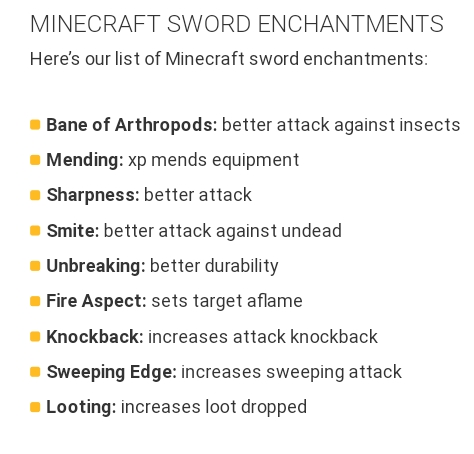 MINECRAFT SWORD ENCHANTMENTS
Here’s our list of Minecraft sword enchantments:
Bane of Arthropods: better attack against insects
Mending: xp mends equipment
Sharpness: better attack
Smite: better attack against undead
Unbreaking: better durability
Fire Aspect: sets target aflame
Knockback: increases attack knockback
Sweeping Edge: increases sweeping attack
Looting: increases loot dropped